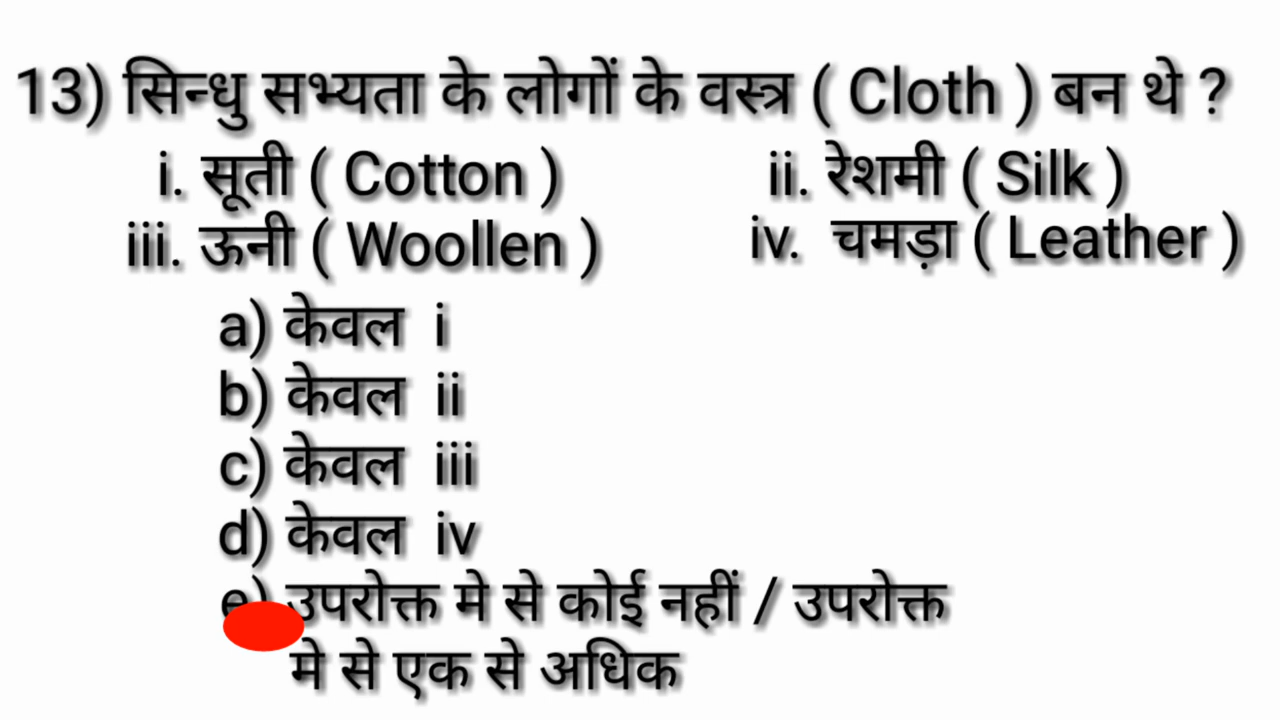 13) सिन्धु सभ्यता के लोगों के वस्त्र ( Cloth ) बन थे ?
i. सूती ( Cotton ) ii. रेशमी ( Silk )
iii. ऊनी ( Woollen ) iv. चमड़ा ( Leather )
a) केवल i
b) केवल ii
c) केवल iii
d) केवल iv
e) उपरोक्त मे से कोई नहीं / उपरोक्त
मे से एक से अधिक